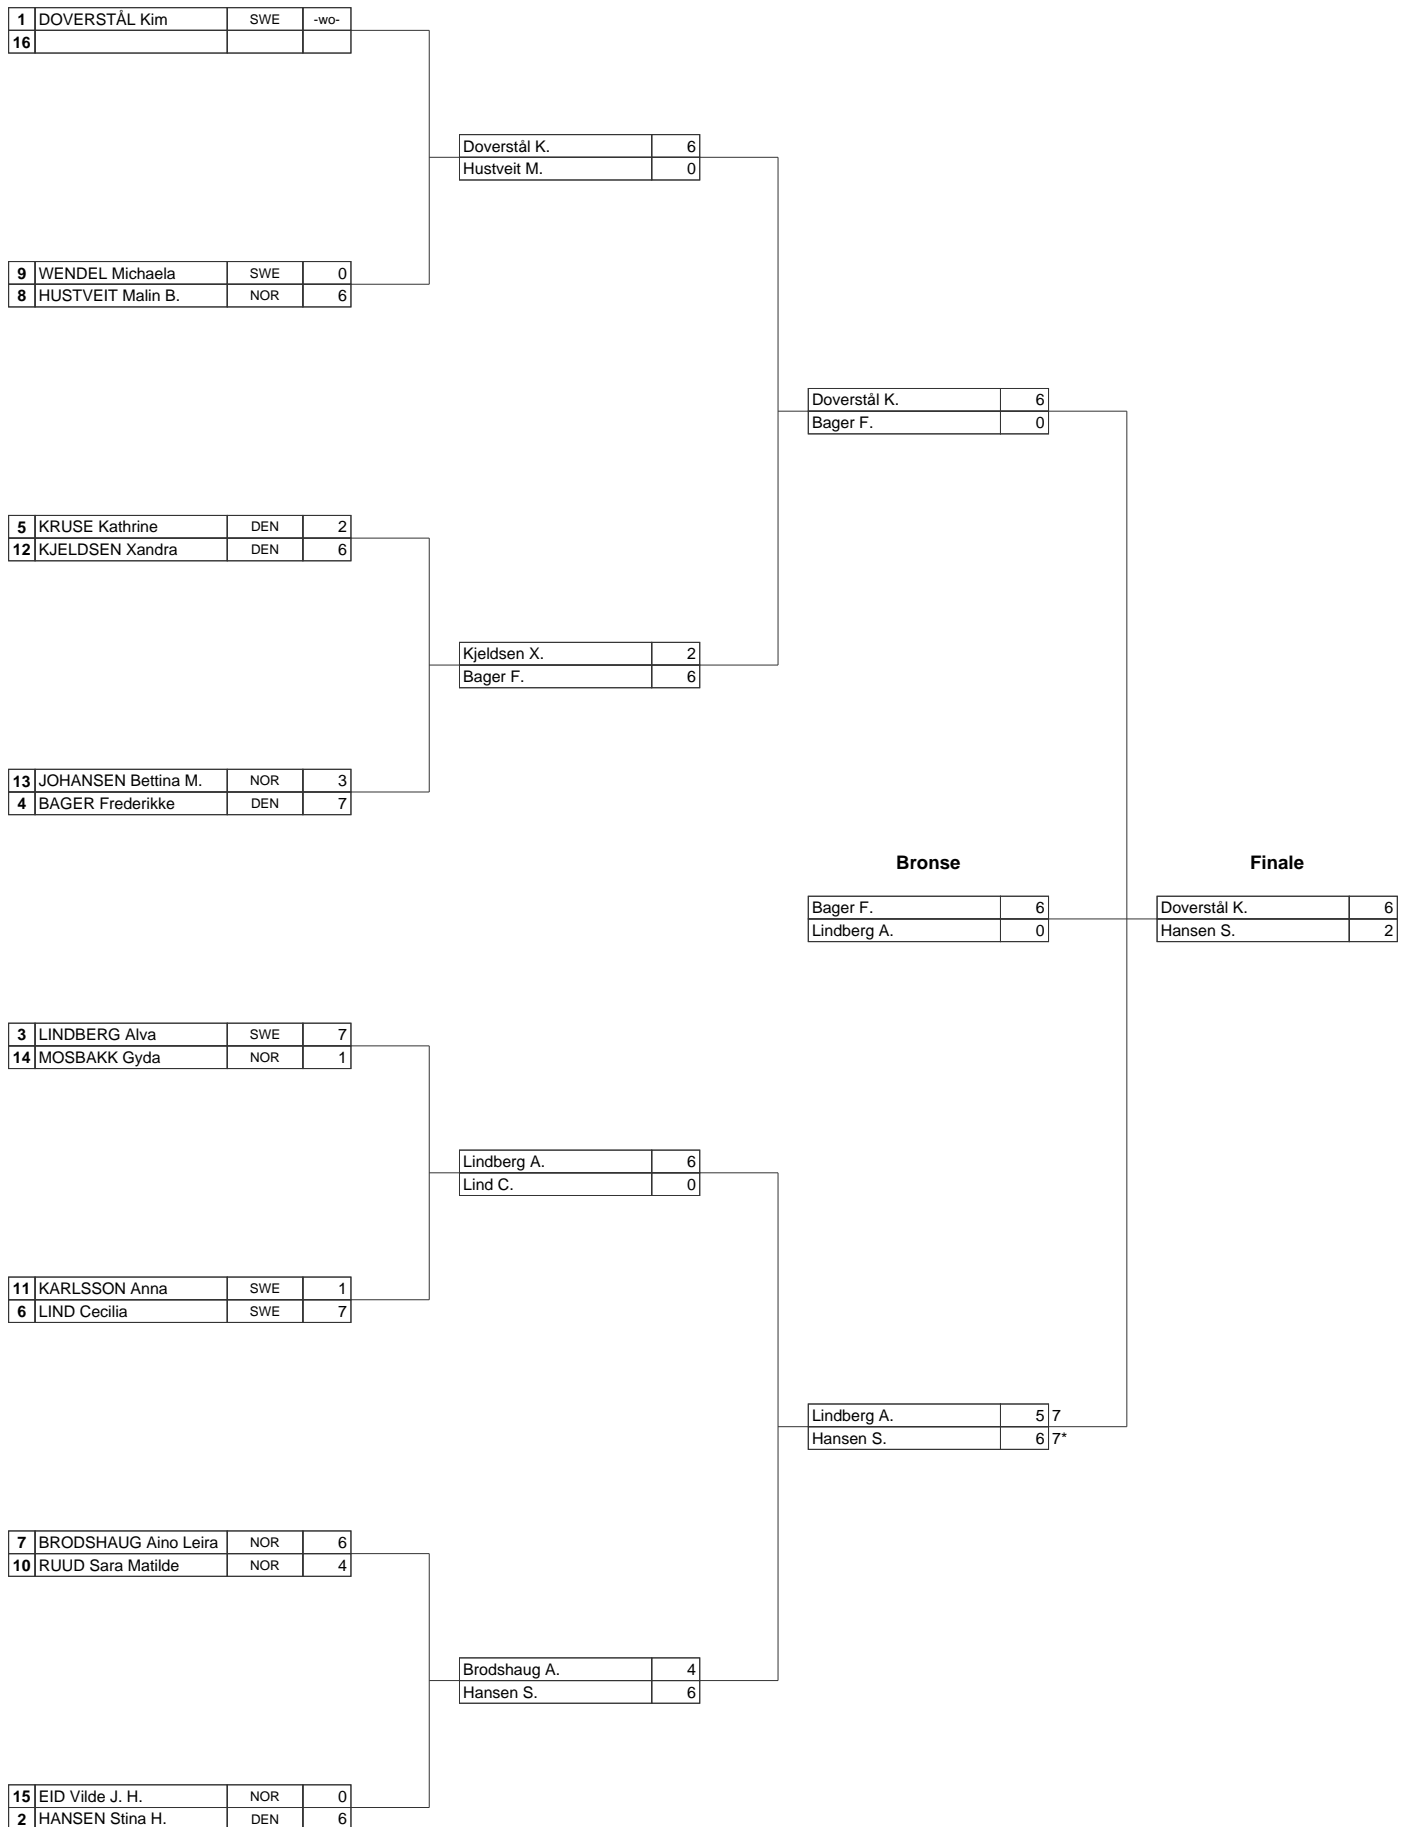 1 DOVERSTÅL Kim SWE -wo-
16
Doverstål K. 6
Hustveit M. 0
9 WENDEL Michaela SWE 0
8 HUSTVEIT Malin B. NOR 6
Doverstål K. 6
Bager F. 0
5 KRUSE Kathrine DEN 2
12 KJELDSEN Xandra DEN 6
Kjeldsen X. 2
Bager F. 6
13 JOHANSEN Bettina M. NOR 3
4 BAGER Frederikke DEN 7
Bronse Finale
Bager F. 6 Doverstål K. 6
Lindberg A. 0 Hansen S. 2
3 LINDBERG Alva SWE 7
14 MOSBAKK Gyda NOR 1
Lindberg A. 6
Lind C. 0
11 KARLSSON Anna SWE 1
6 LIND Cecilia SWE 7
Lindberg A. 5 7
Hansen S. 6 7*
7 BRODSHAUG Aino Leira NOR 6
10 RUUD Sara Matilde NOR 4
Brodshaug A. 4
Hansen S. 6
15 EID Vilde J. H. NOR 0
2 HANSEN Stina H. DEN 6